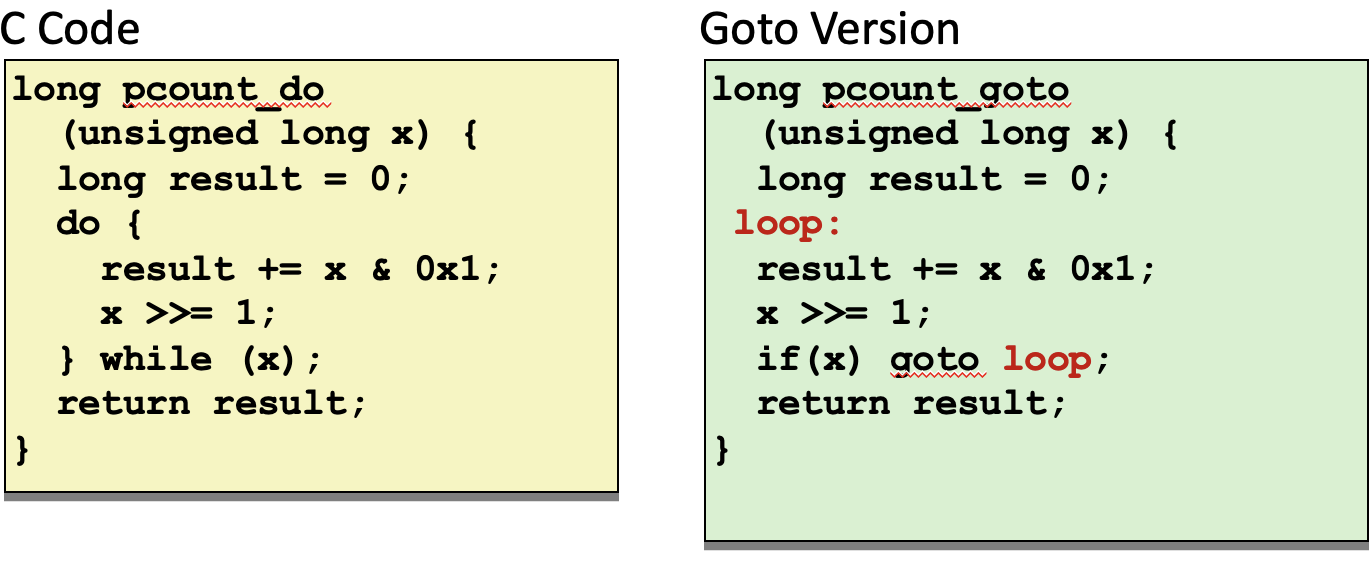 C Code
long pcount_do
(unsigned long x) {
long result = 0;
do {
result += x & 0x1;
x >>= 1;
} while (x);
return result;
}
Goto Version
long pcount_goto
(unsigned long x) {
long result = 0;
loop:
result += x & 0x1;
x >>= 1;
if(x) goto loop;
return result;
}